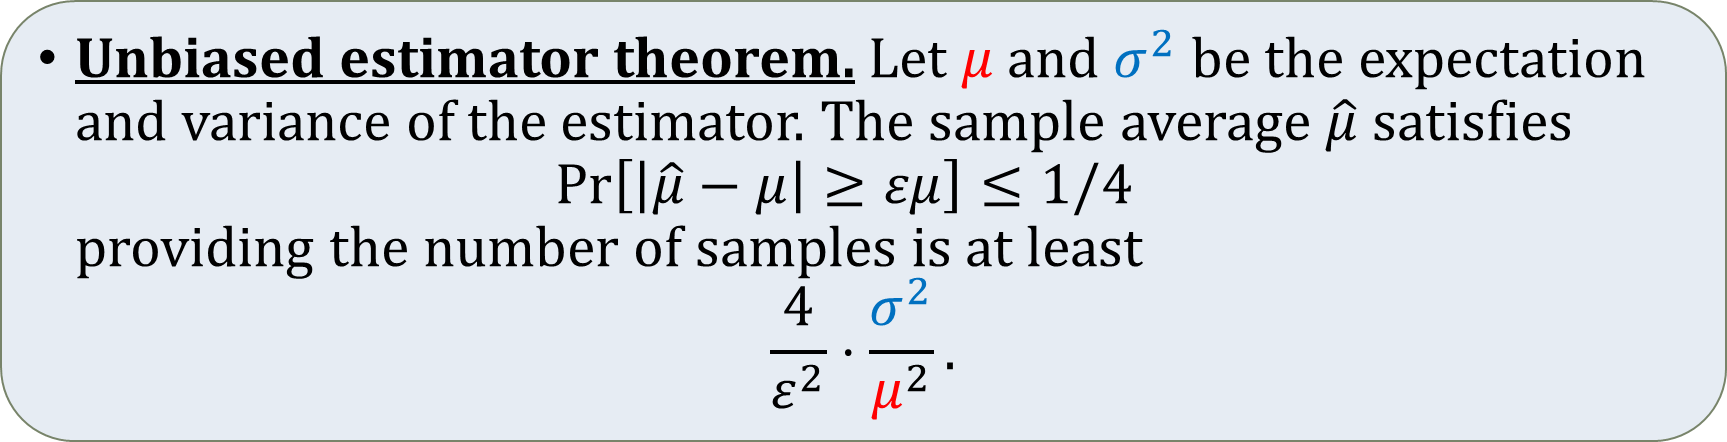 • Unbiased estimator theorem. Let μ and σ² be the expectation
and variance of the estimator. The sample average μ̂ satisfies
Pr[|μ̂ − μ| ≥ εμ] ≤ 1/4
providing the number of samples is at least
4/ε² · σ²/μ².